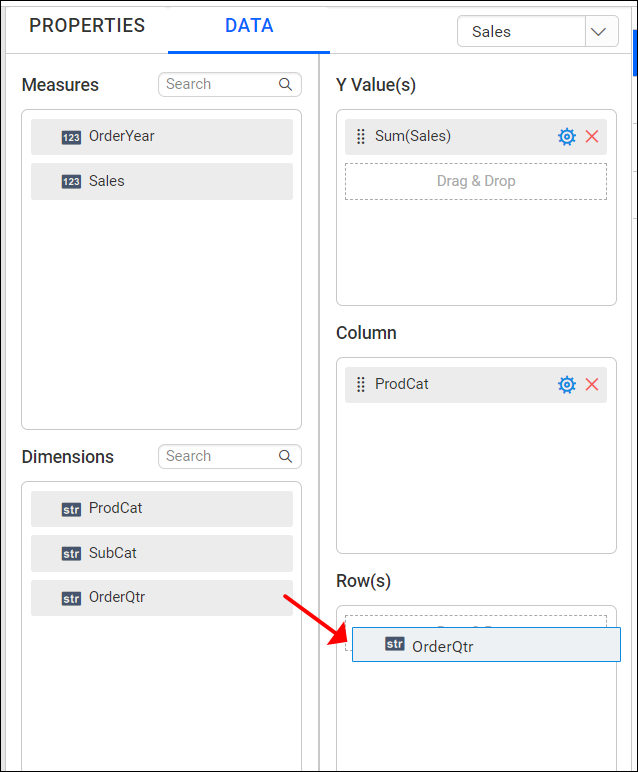 PROPERTIES
DATA
Sales
Measures
Search
123 OrderYear
123 Sales
Dimensions
Search
str ProdCat
str SubCat
str OrderQtr
Y Value(s)
Sum(Sales)
Drag & Drop
Column
ProdCat
Row(s)
str OrderQtr